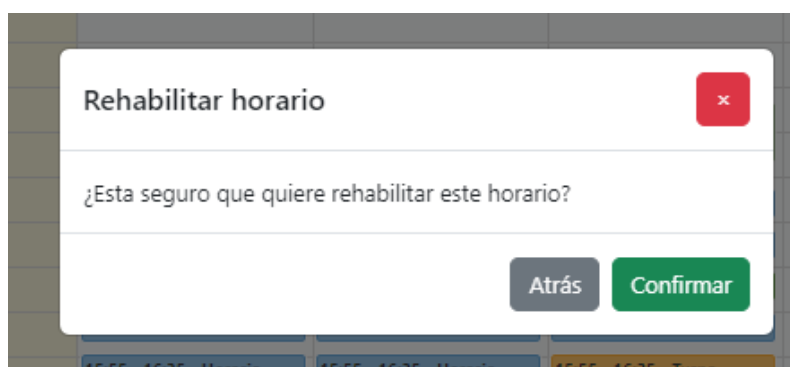 Rehabilitar horario
×
¿Esta seguro que quiere rehabilitar este horario?
Atrás
Confirmar